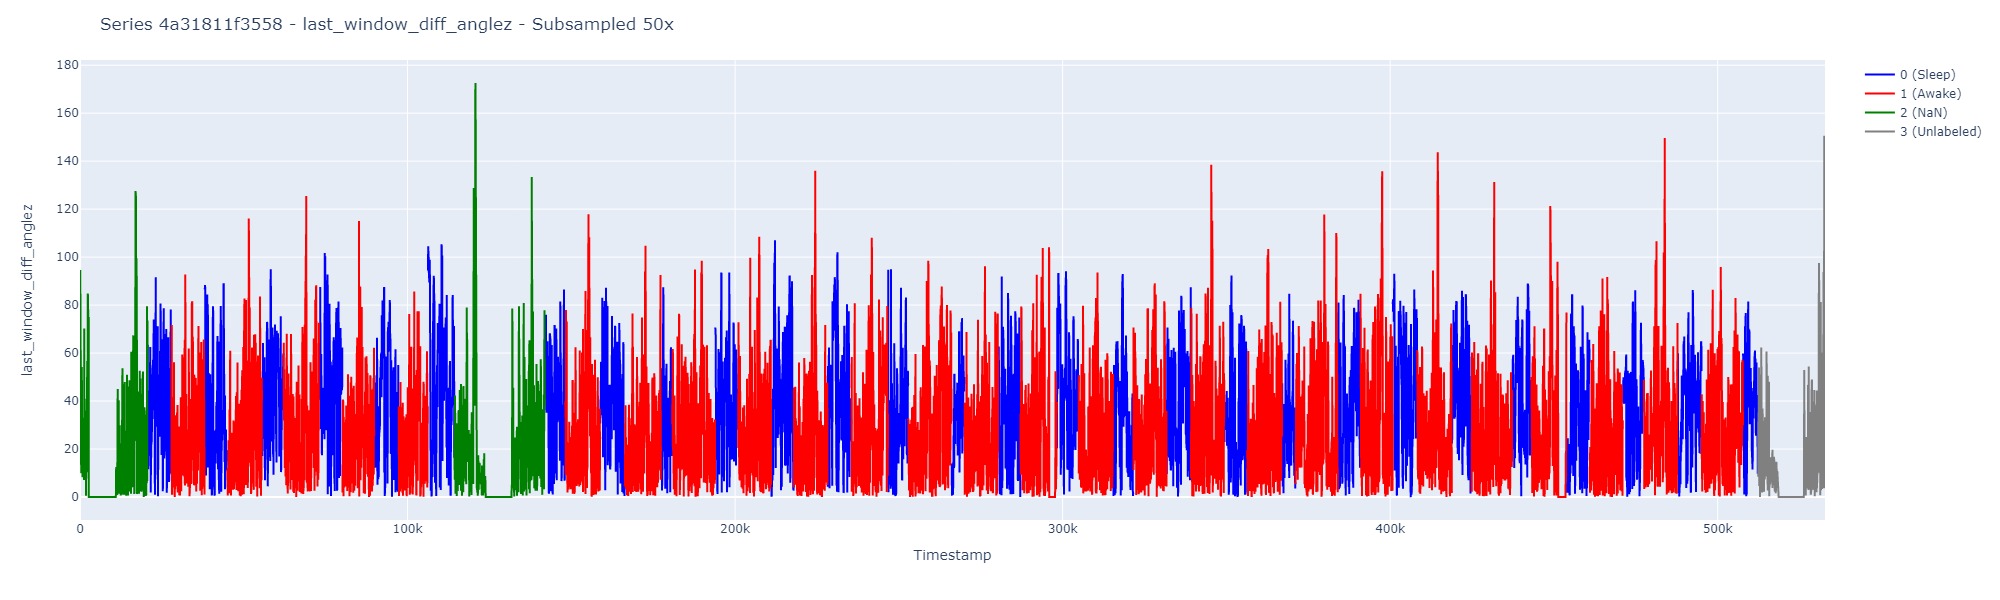 Series 4a31811f3558 - last_window_diff_anglez - Subsampled 50x
180
160
140
120
100
80
60
40
20
0
last_window_diff_anglez
0
100k
200k
300k
400k
500k
Timestamp
0 (Sleep)
1 (Awake)
2 (NaN)
3 (Unlabeled)